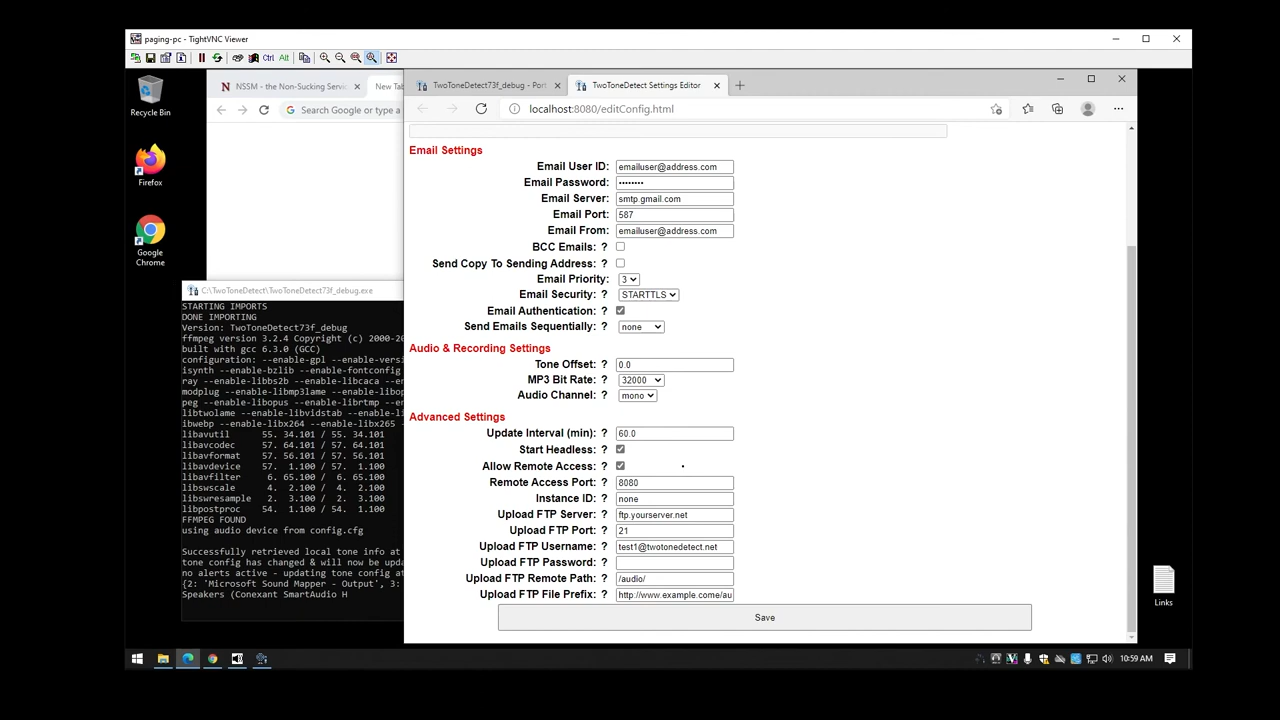 paging-pc - TightVNC Viewer
Ctrl Alt
Recycle Bin
Firefox
Google Chrome
NSSM - the Non-Sucking Servic
New Tab
Search Google or type a
TwoToneDetect73f_debug - Port
TwoToneDetect Settings Editor
localhost:8080/editConfig.html
Email Settings
Email User ID: emailuser@address.com
Email Password: ••••••••
Email Server: smtp.gmail.com
Email Port: 587
Email From: emailuser@address.com
BCC Emails: ?
Send Copy To Sending Address: ?
Email Priority: ? 3
Email Security: ? STARTTLS
Email Authentication: ?
Send Emails Sequentially: ? none
Audio & Recording Settings
Tone Offset: ? 0.0
MP3 Bit Rate: ? 32000
Audio Channel: ? mono
Advanced Settings
Update Interval (min): ? 60.0
Start Headless: ?
Allow Remote Access: ?
Remote Access Port: ? 8080
Instance ID: ? none
Upload FTP Server: ? ftp.yourserver.net
Upload FTP Port: ? 21
Upload FTP Username: ? test1@twotonedetect.net
Upload FTP Password: ?
Upload FTP Remote Path: ? /audio/
Upload FTP File Prefix: ? http://www.example.come/au
Save
C:\TwoToneDetect\TwoToneDetect73f_debug.exe
STARTING IMPORTS
DONE IMPORTING
Version: TwoToneDetect73f_debug
ffmpeg version 3.2.4 Copyright (c) 2000-20
built with gcc 6.3.0 (GCC)
configuration: --enable-gpl --enable-versi
isynth --enable-bzlib --enable-fontconfig
ray --enable-libbs2b --enable-libcaca --en
modplug --enable-libmp3lame --enable-libop
peg --enable-libopus --enable-librtmp --en
libtwolame --enable-libvidstab --enable-
ibwebp --enable-libx264 --enable-libx265 -
libavutil 55. 34.101 / 55. 34.101
libavcodec 57. 64.101 / 57. 64.101
libavformat 57. 56.101 / 57. 56.101
libavdevice 57. 1.100 / 57. 1.100
libavfilter 6. 65.100 / 6. 65.100
libswscale 4. 2.100 / 4. 2.100
libswresample 2. 3.100 / 2. 3.100
libpostproc 54. 1.100 / 54. 1.100
FFMPEG FOUND
using audio device from config.cfg
Successfully retrieved local tone info at
tone config has changed & will now be upda
no alerts active - updating tone config at
{2: 'Microsoft Sound Mapper - Output', 3:
Speakers (Conexant SmartAudio H
Links
10:59 AM